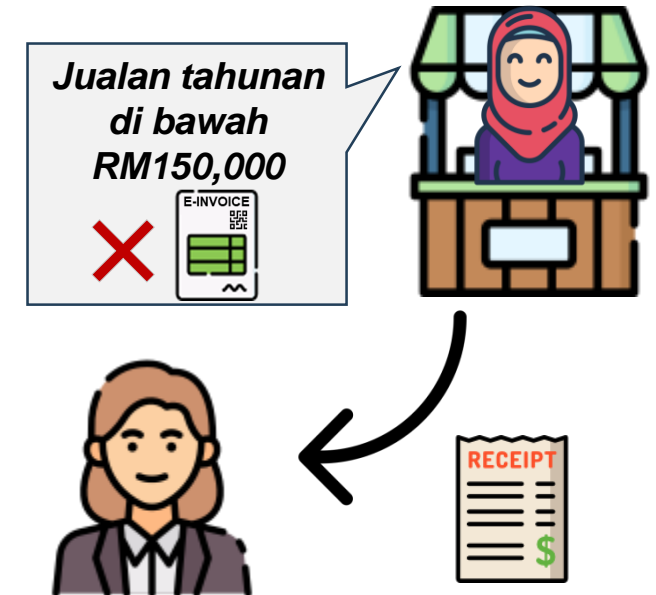 Jualan tahunan
di bawah
RM150,000
E-INVOICE
RECEIPT
$